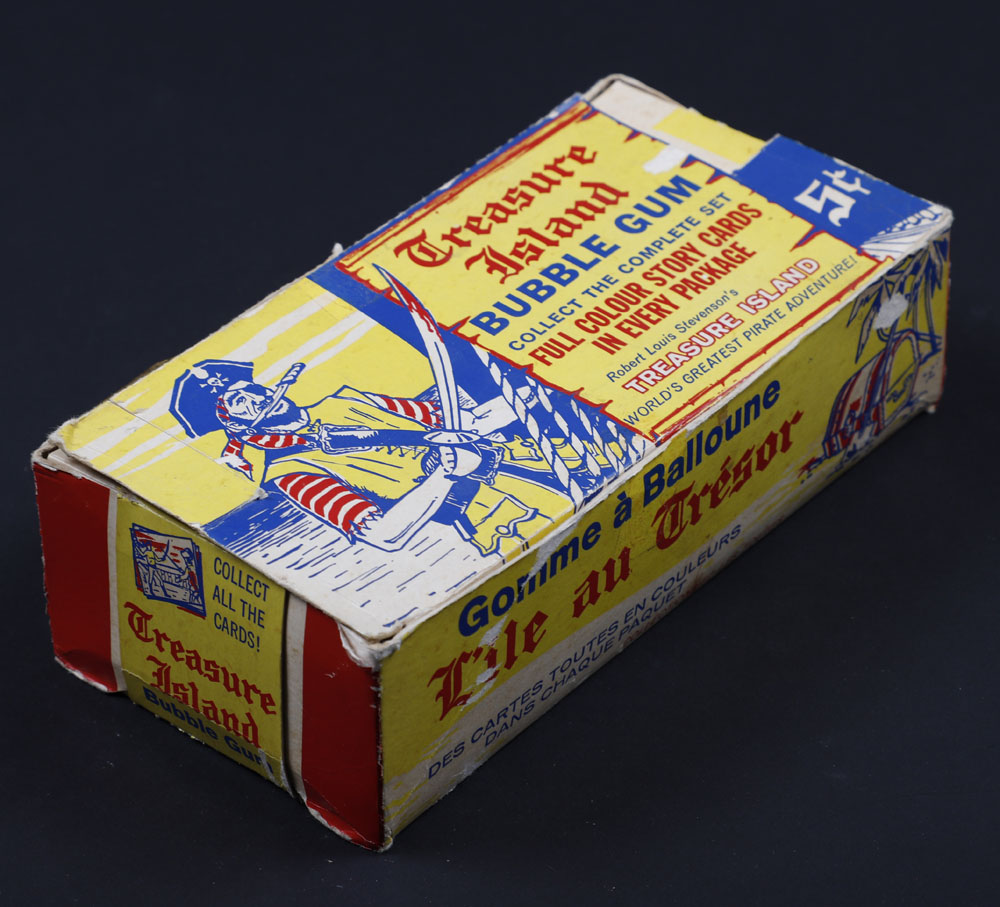 Treasure
Island
BUBBLE GUM
COLLECT THE COMPLETE SET
FULL COLOUR STORY CARDS
IN EVERY PACKAGE
Robert Louis Stevenson's
TREASURE ISLAND
WORLD'S GREATEST PIRATE ADVENTURE!
5¢
Gomme à Balloune
L'ile au Trésor
DES CARTES TOUTES EN COULEURS
DANS CHAQUE PAQUET
COLLECT
ALL THE
CARDS!
Treasure
Island
Bubble Gum